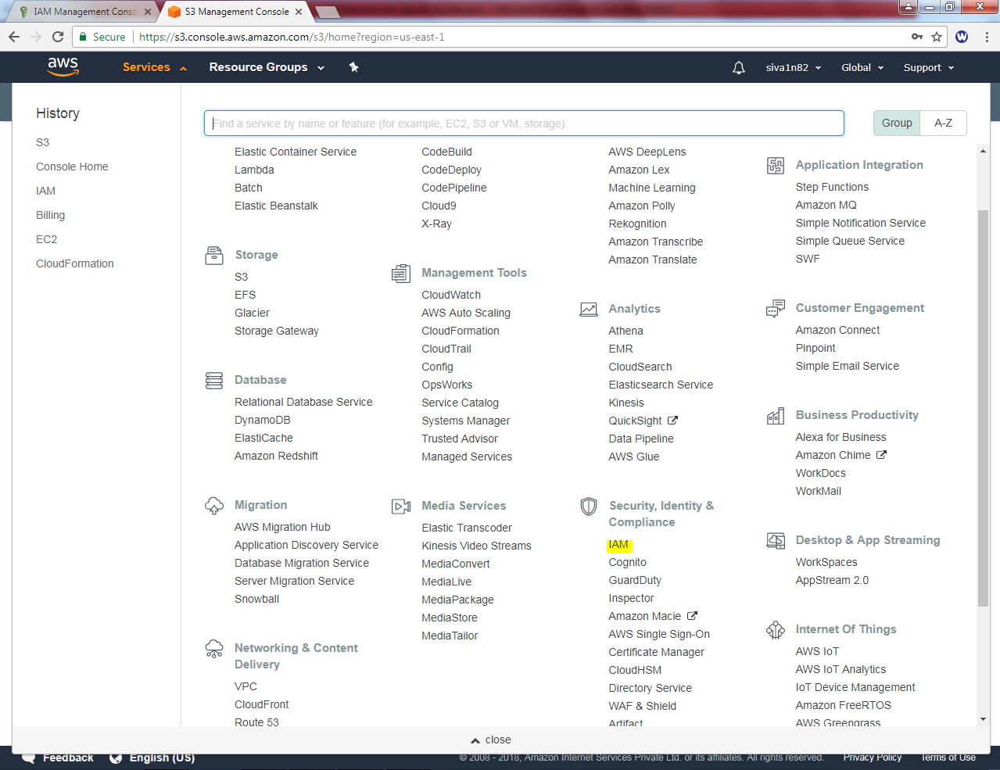 IAM Management Conso
S3 Management Console
Secure
https://s3.console.aws.amazon.com/s3/home?region=us-east-1
W
aws
Services
Resource Groups
siva1n82
Global
Support
History
S3
Console Home
IAM
Billing
EC2
CloudFormation
Find a service by name or feature (for example, EC2, S3 or VM, storage).
Group
A-Z
Elastic Container Service
Lambda
Batch
Elastic Beanstalk
Storage
S3
EFS
Glacier
Storage Gateway
Database
Relational Database Service
DynamoDB
ElastiCache
Amazon Redshift
Migration
AWS Migration Hub
Application Discovery Service
Database Migration Service
Server Migration Service
Snowball
Networking & Content
Delivery
VPC
CloudFront
Route 53
CodeBuild
CodeDeploy
CodePipeline
Cloud9
X-Ray
Management Tools
CloudWatch
AWS Auto Scaling
CloudFormation
CloudTrail
Config
OpsWorks
Service Catalog
Systems Manager
Trusted Advisor
Managed Services
Media Services
Elastic Transcoder
Kinesis Video Streams
MediaConvert
MediaLive
MediaPackage
MediaStore
MediaTailor
AWS DeepLens
Amazon Lex
Machine Learning
Amazon Polly
Rekognition
Amazon Transcribe
Amazon Translate
Analytics
Athena
EMR
CloudSearch
Elasticsearch Service
Kinesis
QuickSight
Data Pipeline
AWS Glue
Security, Identity &
Compliance
IAM
Cognito
GuardDuty
Inspector
Amazon Macie
AWS Single Sign-On
Certificate Manager
CloudHSM
Directory Service
WAF & Shield
Artifact
Application Integration
Step Functions
Amazon MQ
Simple Notification Service
Simple Queue Service
SWF
Customer Engagement
Amazon Connect
Pinpoint
Simple Email Service
Business Productivity
Alexa for Business
Amazon Chime
WorkDocs
WorkMail
Desktop & App Streaming
WorkSpaces
AppStream 2.0
Internet Of Things
AWS IoT
AWS IoT Analytics
IoT Device Management
Amazon FreeRTOS
AWS Greengrass
close
Feedback
English (US)
© 2008 - 2018, Amazon Internet Services Private Ltd. or its affiliates. All rights reserved.
Privacy Policy
Terms of Use